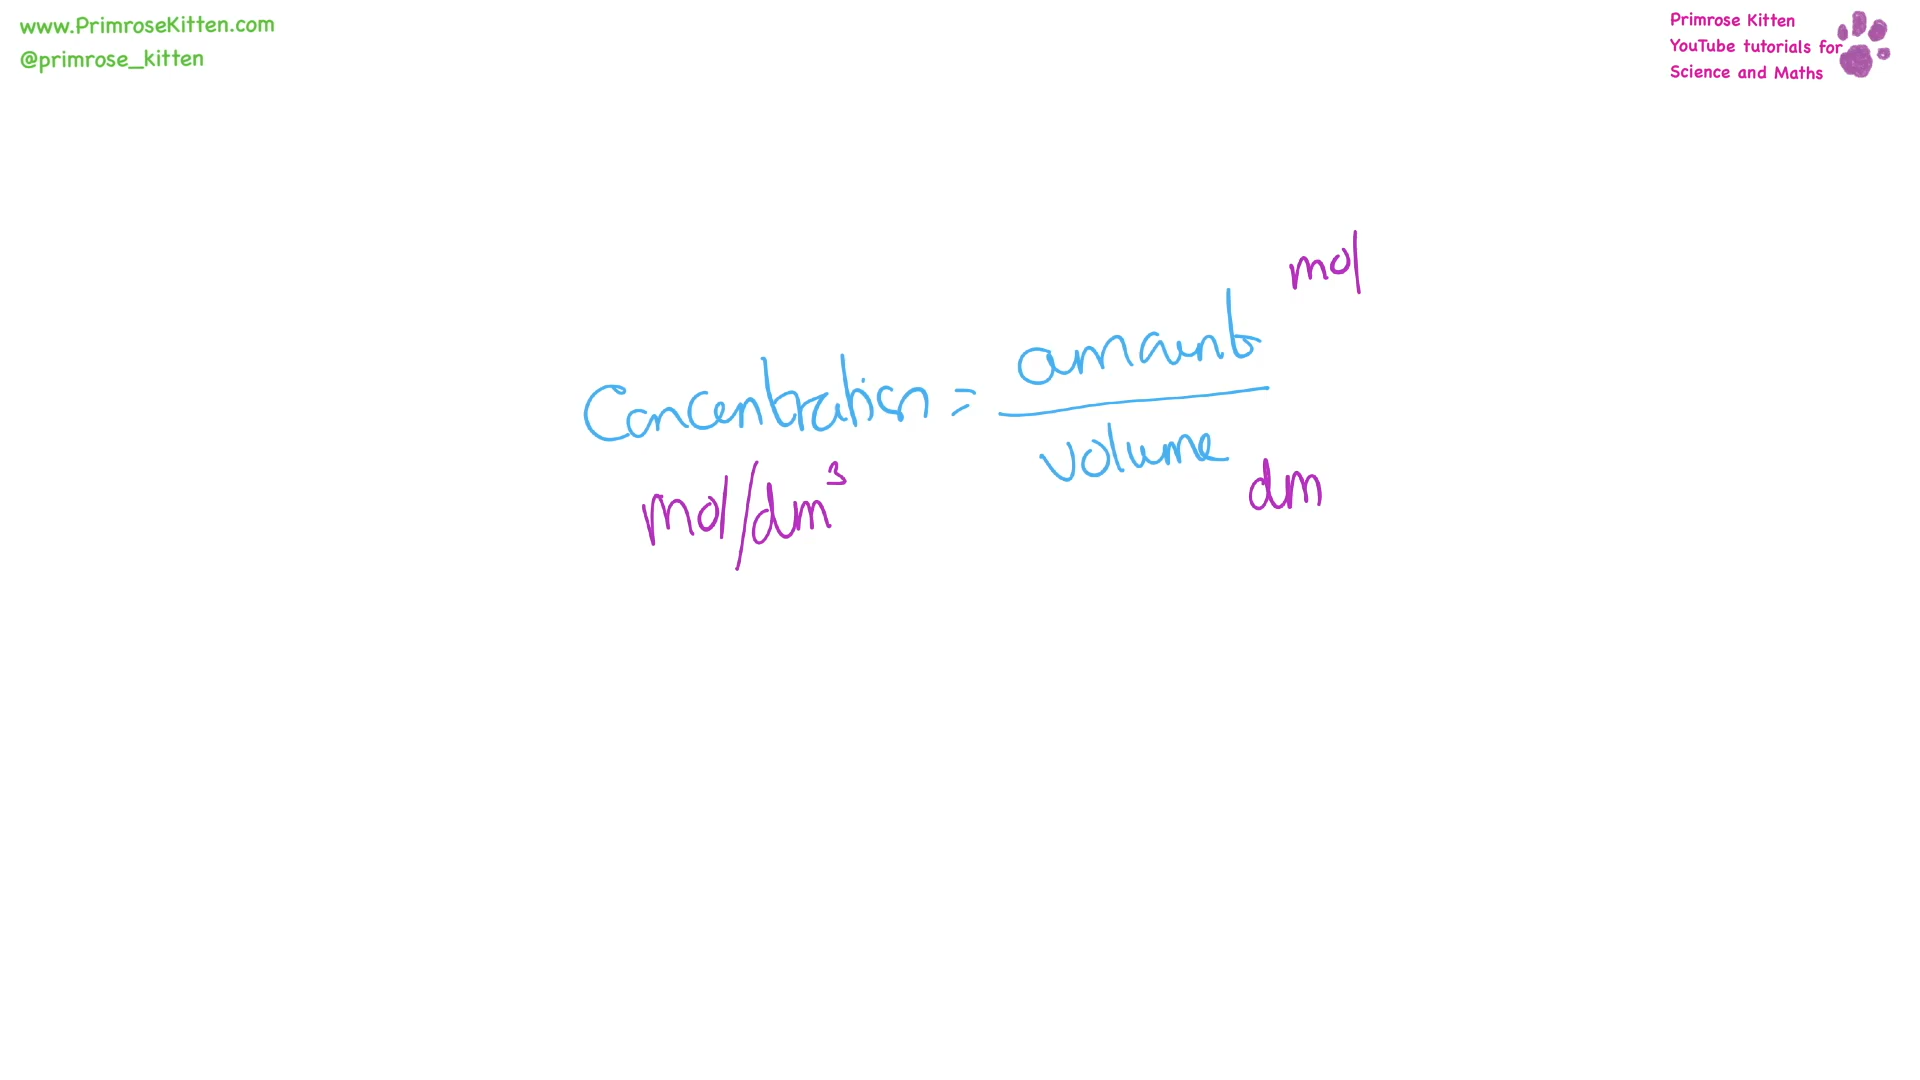 www.PrimroseKitten.com
@primrose_kitten
Primrose Kitten
YouTube tutorials for
Science and Maths
mol
Concentration = amount
volume
mol/dm³
dm